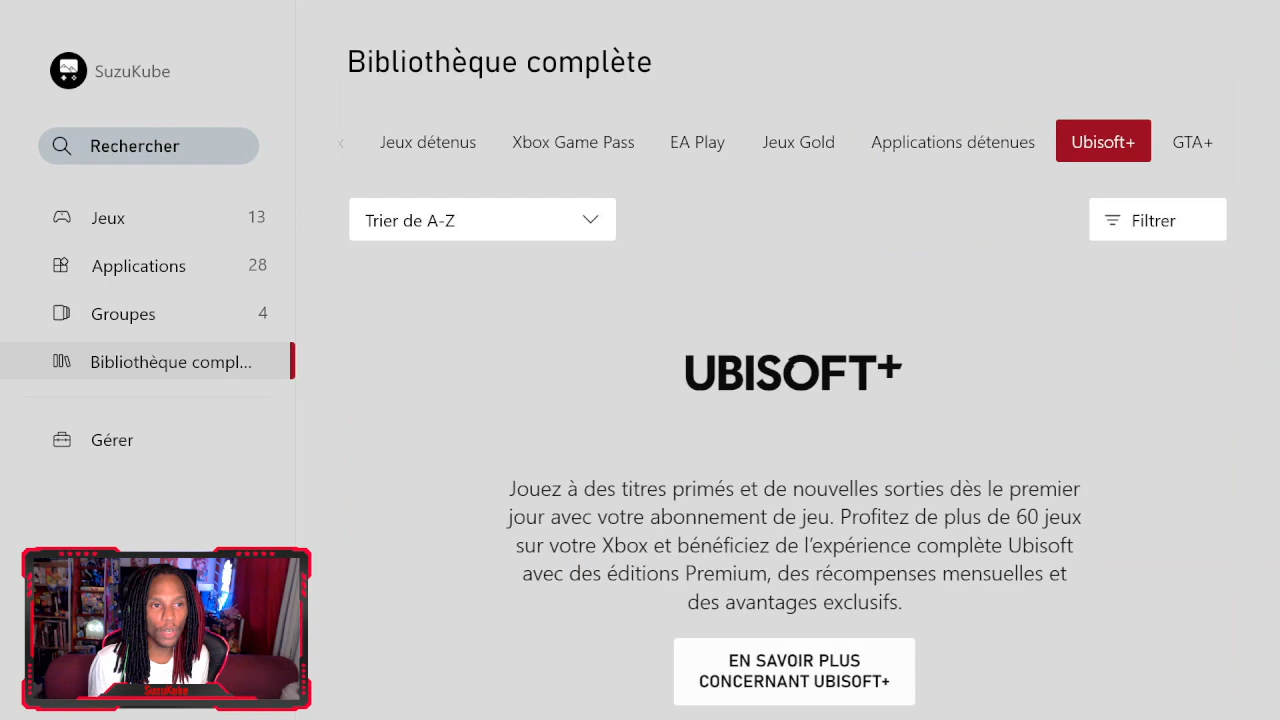 SuzuKube
Rechercher
Jeux 13
Applications 28
Groupes 4
Bibliothèque compl...
Gérer
Bibliothèque complète
x Jeux détenus Xbox Game Pass EA Play Jeux Gold Applications détenues Ubisoft+ GTA+
Trier de A-Z
Filtrer
UBISOFT+
Jouez à des titres primés et de nouvelles sorties dès le premier
jour avec votre abonnement de jeu. Profitez de plus de 60 jeux
sur votre Xbox et bénéficiez de l'expérience complète Ubisoft
avec des éditions Premium, des récompenses mensuelles et
des avantages exclusifs.
EN SAVOIR PLUS
CONCERNANT UBISOFT+
SuzuKube